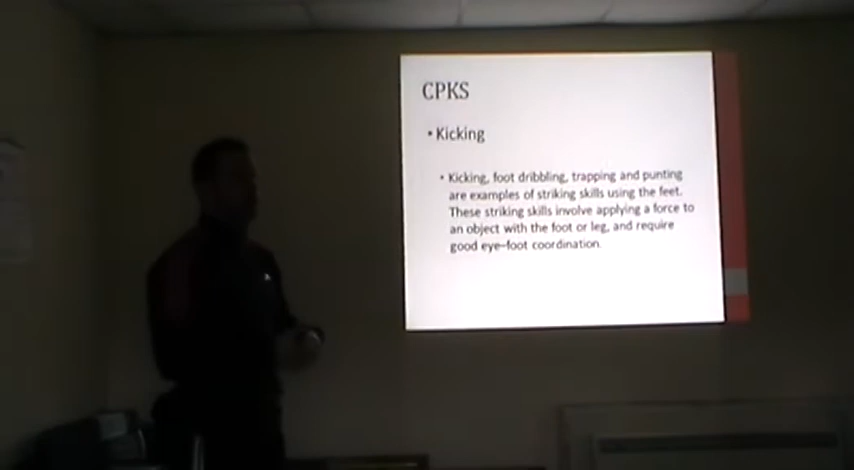 CPKS
• Kicking
• Kicking, foot dribbling, trapping and punting
are examples of striking skills using the feet.
These striking skills involve applying a force to
an object with the foot or leg, and require
good eye–foot coordination.